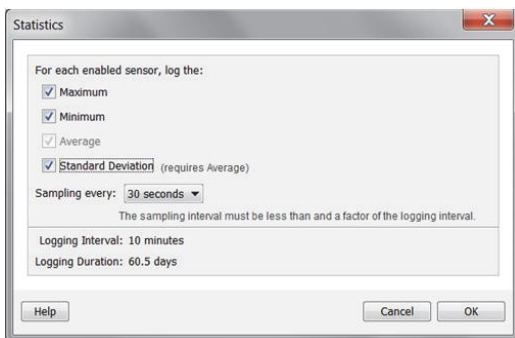 Statistics
For each enabled sensor, log the:
Maximum
Minimum
Average
Standard Deviation (requires Average)
Sampling every: 30 seconds
The sampling interval must be less than and a factor of the logging interval.
Logging Interval: 10 minutes
Logging Duration: 60.5 days
Help Cancel OK